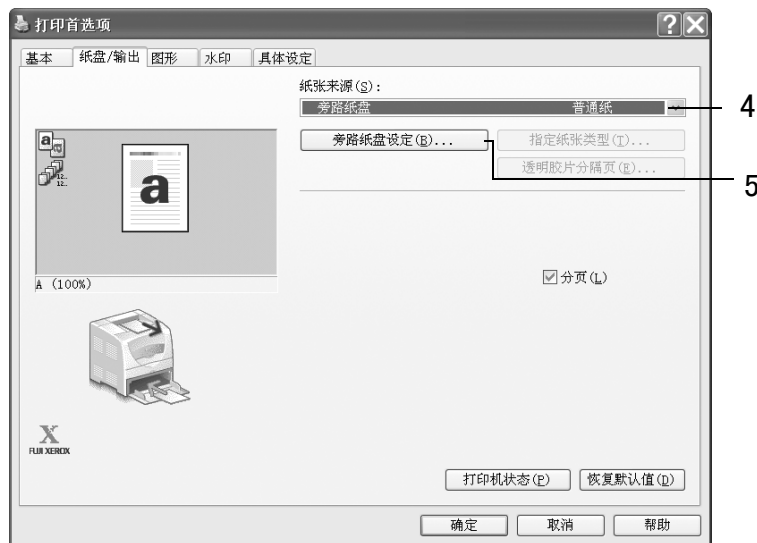 打印首选项
基本 纸盘/输出 图形 水印 具体设定
纸张来源(S):
旁路纸盘 普通纸
4
旁路纸盘设定(B)... 指定纸张类型(T)...
透明胶片分隔页(E)...
5
a
a
a
12..
12..
A (100%)
分页(L)
X
FUJI XEROX
打印机状态(P) 恢复默认值(D)
确定 取消 帮助